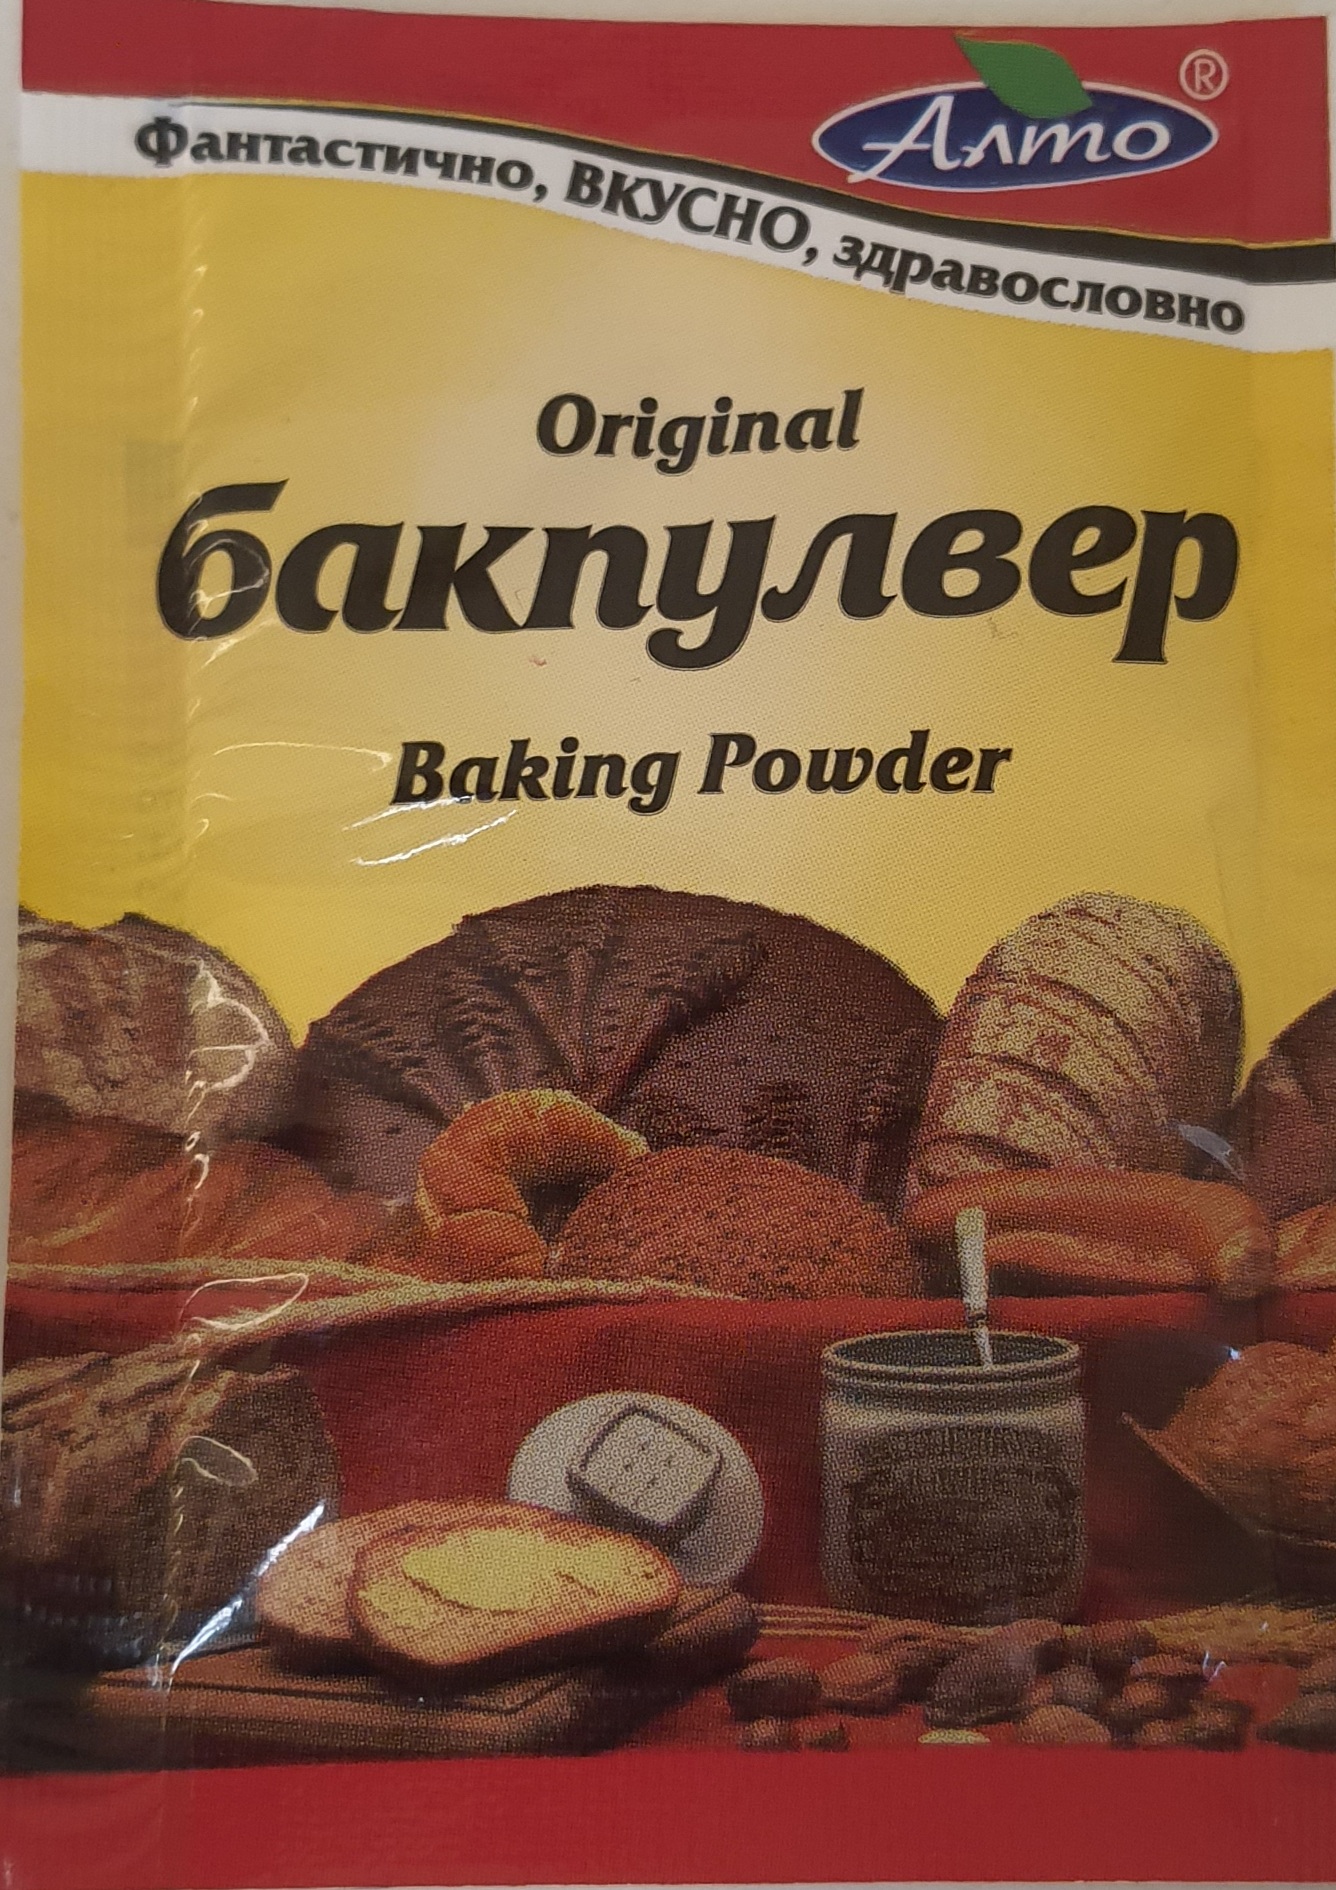 Алто ®
Фантастично, ВКУСНО, здравословно
Original
бакпулвер
Baking Powder